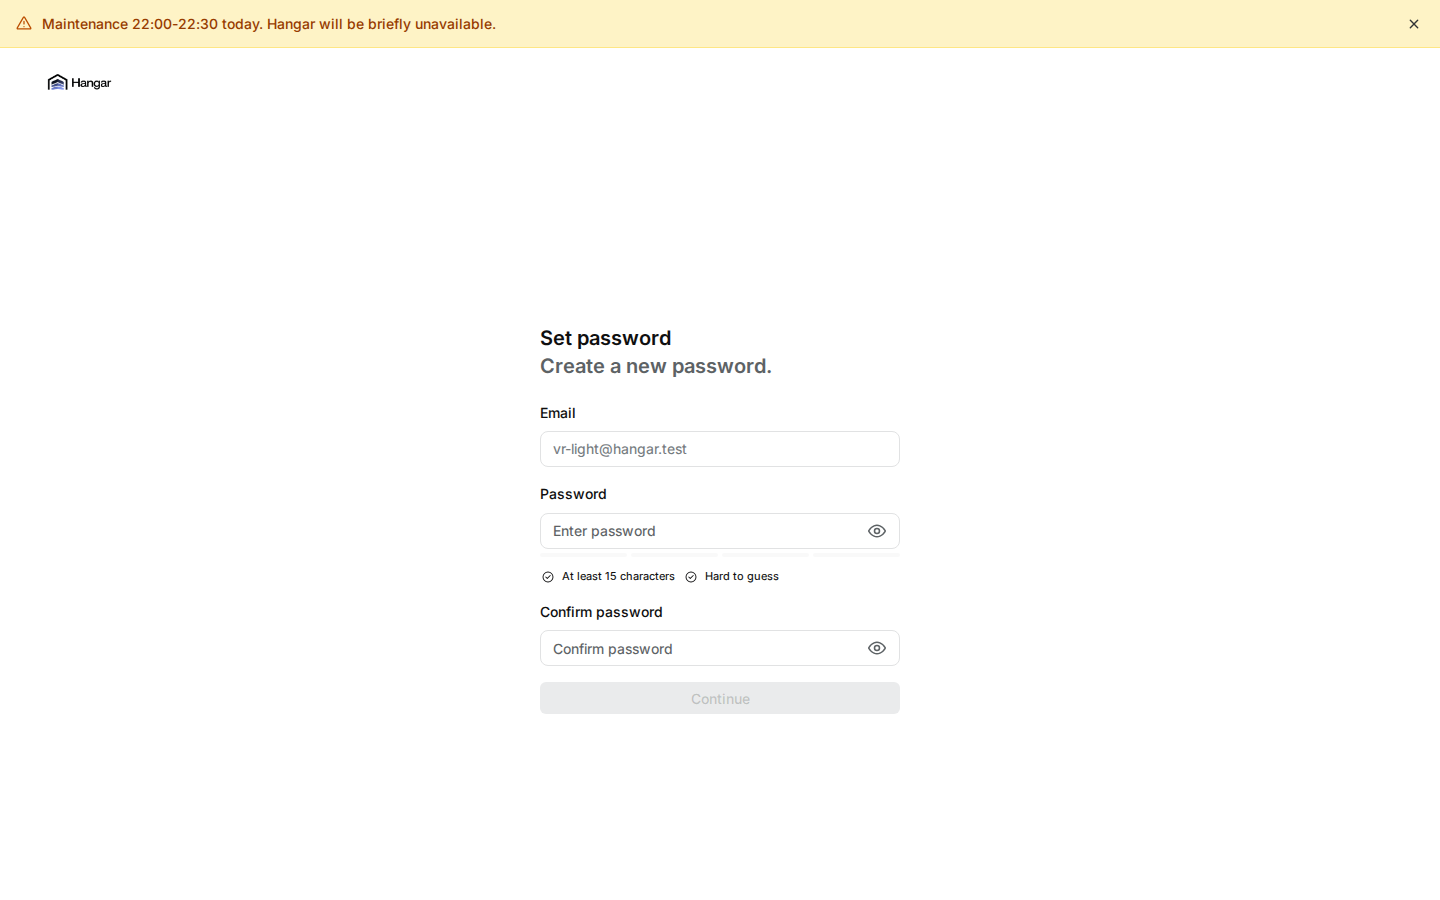 Maintenance 22:00-22:30 today. Hangar will be briefly unavailable.
Hangar
Set password
Create a new password.
Email
vr-light@hangar.test
Password
Enter password
At least 15 characters Hard to guess
Confirm password
Confirm password
Continue